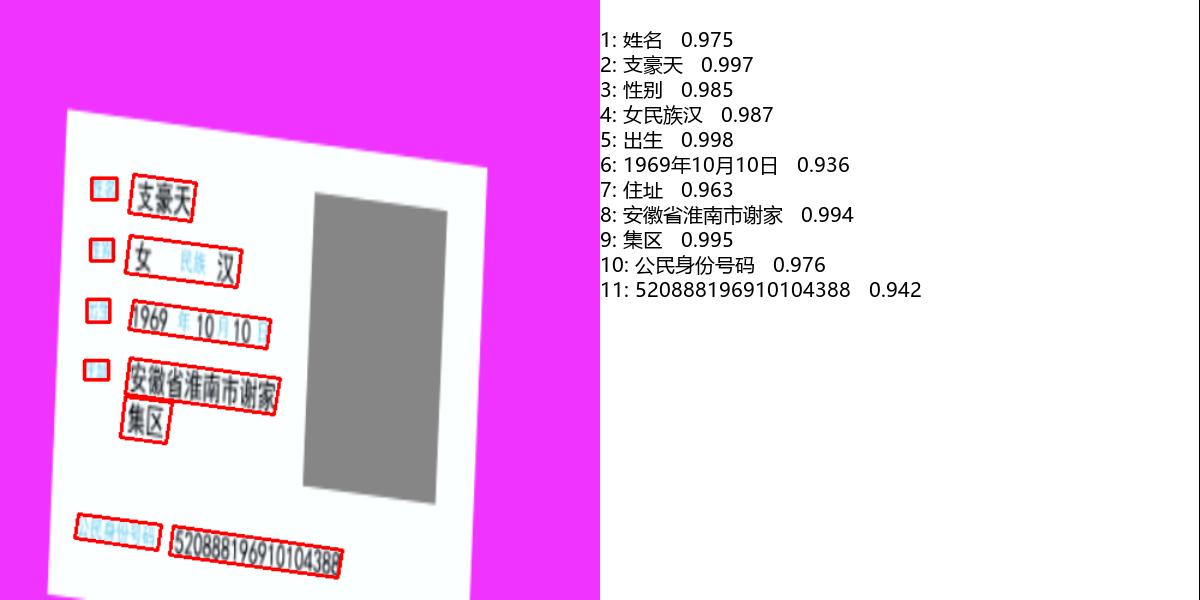 姓名 支豪天
性别 女 民族 汉
出生 1969 年 10 月 10 日
住址 安徽省淮南市谢家
集区
公民身份号码 520888196910104388
1: 姓名 0.975
2: 支豪天 0.997
3: 性别 0.985
4: 女民族汉 0.987
5: 出生 0.998
6: 1969年10月10日 0.936
7: 住址 0.963
8: 安徽省淮南市谢家 0.994
9: 集区 0.995
10: 公民身份号码 0.976
11: 520888196910104388 0.942